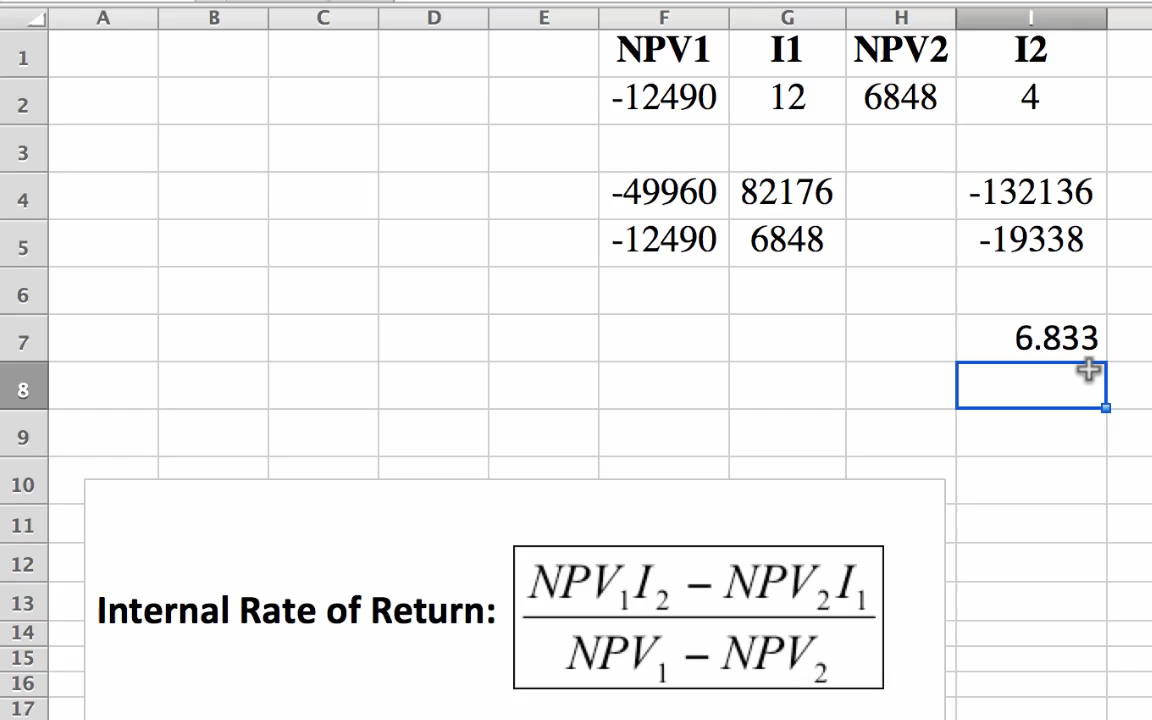 A B C D E F G H I
1 NPV1 I1 NPV2 I2
2 -12490 12 6848 4
3
4 -49960 82176 -132136
5 -12490 6848 -19338
6
7 6.833
8
9
10
11
12
13
14
15
16
17
Internal Rate of Return:
NPV₁I₂ − NPV₂I₁
NPV₁ − NPV₂